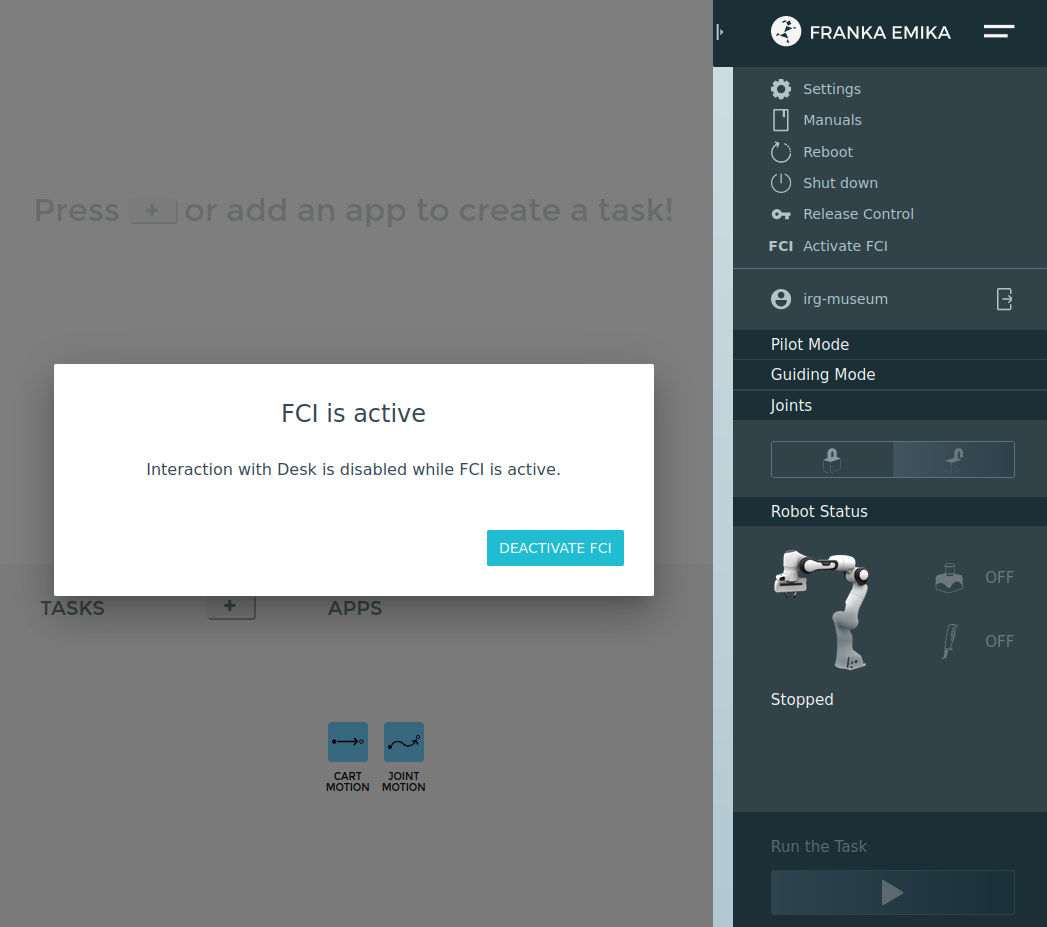 Press + or add an app to create a task!
FCI is active
Interaction with Desk is disabled while FCI is active.
DEACTIVATE FCI
TASKS
+
APPS
CART
MOTION
JOINT
MOTION
FRANKA EMIKA
Settings
Manuals
Reboot
Shut down
Release Control
FCI Activate FCI
irg-museum
Pilot Mode
Guiding Mode
Joints
Robot Status
OFF
OFF
Stopped
Run the Task